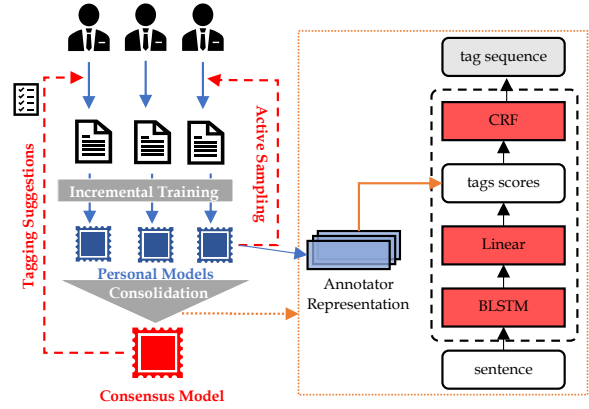 Tagging Suggestions
Active Sampling
Incremental Training
Personal Models
Consolidation
Consensus Model
Annotator
Representation
tag sequence
CRF
tags scores
Linear
BLSTM
sentence